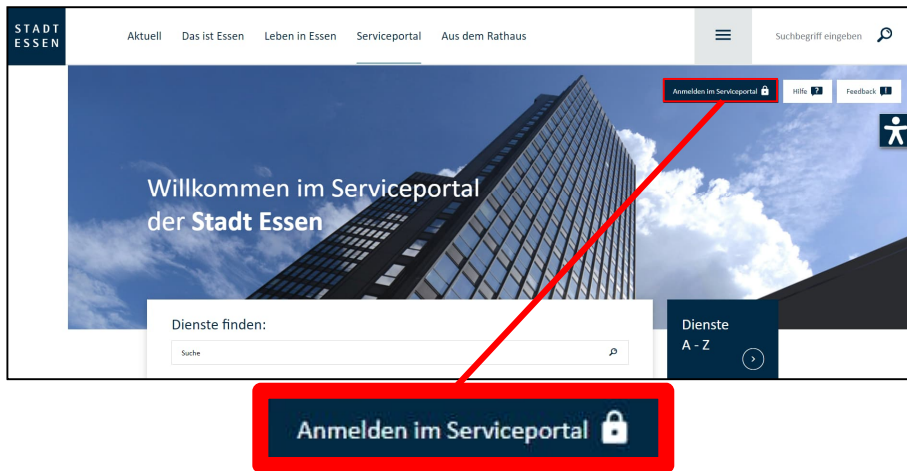 STADT
ESSEN
Aktuell Das ist Essen Leben in Essen Serviceportal Aus dem Rathaus
Suchbegriff eingeben
Anmelden im Serviceportal Hilfe ? Feedback !
Willkommen im Serviceportal
der Stadt Essen
Dienste finden:
Suche
Dienste
A - Z
Anmelden im Serviceportal